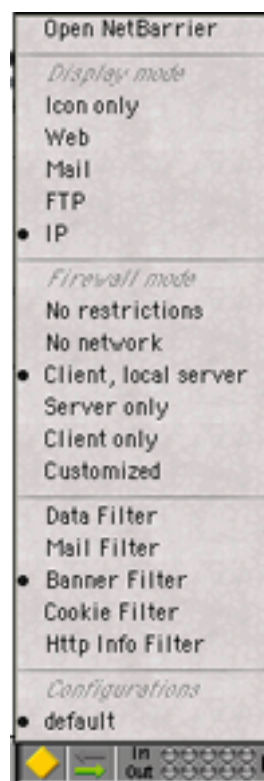 Open NetBarrier
Display mode
Icon only
Web
Mail
FTP
• IP
Firewall mode
No restrictions
No network
• Client, local server
Server only
Client only
Customized
Data Filter
Mail Filter
• Banner Filter
Cookie Filter
Http Info Filter
Configurations
• default
In
Out